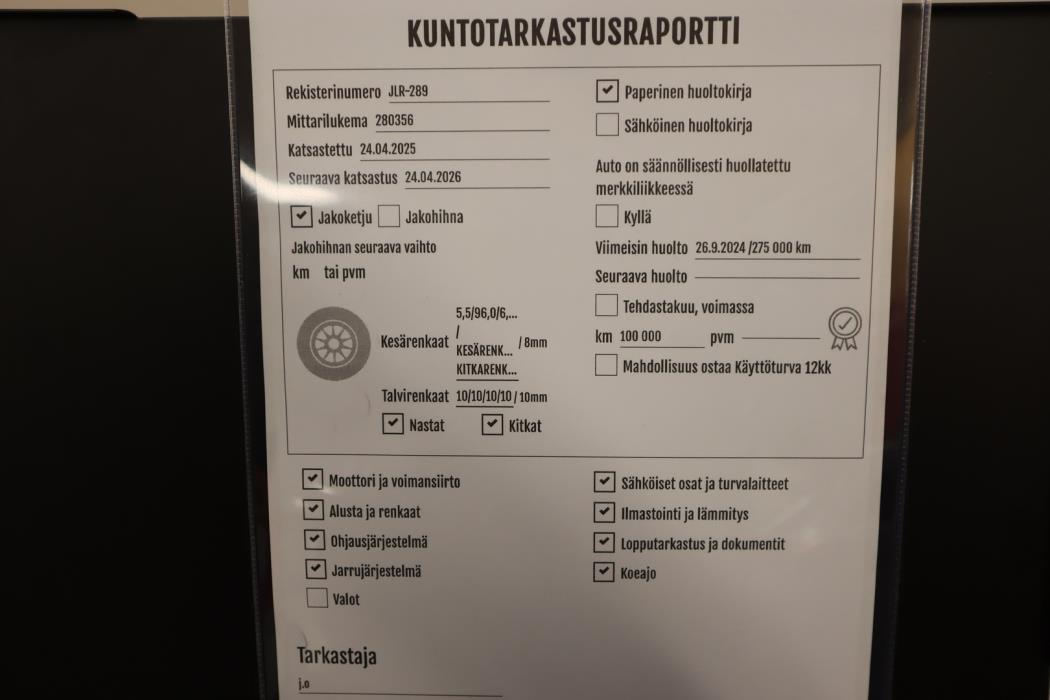 KUNTOTARKASTUSRAPORTTI
Rekisterinumero JLR-289
Mittarilukema 280356
Katsastettu 24.04.2025
Seuraava katsastus 24.04.2026
Jakoketju Jakohihna
Jakohihnan seuraava vaihto
km tai pvm
5,5/96,0/6,...
/
Kesärenkaat KESÄRENK... / 8mm
KITKARENK...
Talvirenkaat 10/10/10/10 / 10mm
Nastat Kitkat
Paperinen huoltokirja
Sähköinen huoltokirja
Auto on säännöllisesti huollatettu
merkkiliikkeessä
Kyllä
Viimeisin huolto 26.9.2024 /275 000 km
Seuraava huolto
Tehdastakuu, voimassa
km 100 000 pvm
Mahdollisuus ostaa Käyttöturva 12kk
Moottori ja voimansiirto
Alusta ja renkaat
Ohjausjärjestelmä
Jarrujärjestelmä
Valot
Sähköiset osat ja turvalaitteet
Ilmastointi ja lämmitys
Lopputarkastus ja dokumentit
Koeajo
Tarkastaja
j.o